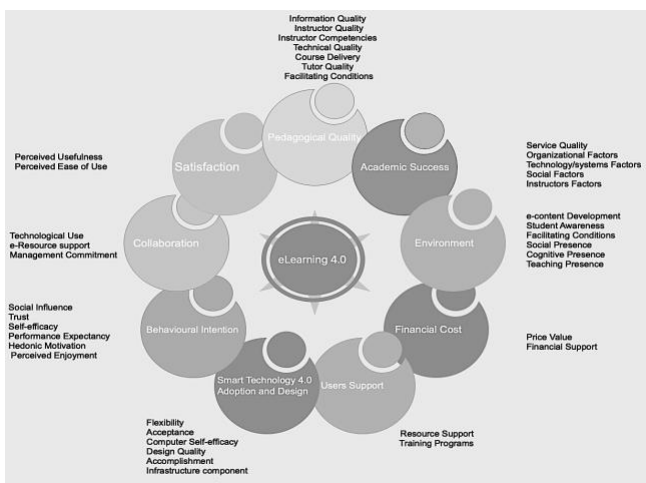 Information Quality
Instructor Quality
Instructor Competencies
Technical Quality
Course Delivery
Tutor Quality
Facilitating Conditions
Pedagogical Quality
Academic Success
Service Quality
Organizational Factors
Technology/systems Factors
Social Factors
Instructors Factors
Environment
e-content Development
Student Awareness
Facilitating Conditions
Social Presence
Cognitive Presence
Teaching Presence
Financial Cost
Price Value
Financial Support
Users Support
Resource Support
Training Programs
Smart Technology 4.0
Adoption and Design
Flexibility
Acceptance
Computer Self-efficacy
Design Quality
Accomplishment
Infrastructure component
Behavioural Intention
Social Influence
Trust
Self-efficacy
Performance Expectancy
Hedonic Motivation
Perceived Enjoyment
Collaboration
Technological Use
e-Resource support
Management Commitment
Satisfaction
Perceived Usefulness
Perceived Ease of Use
eLearning 4.0